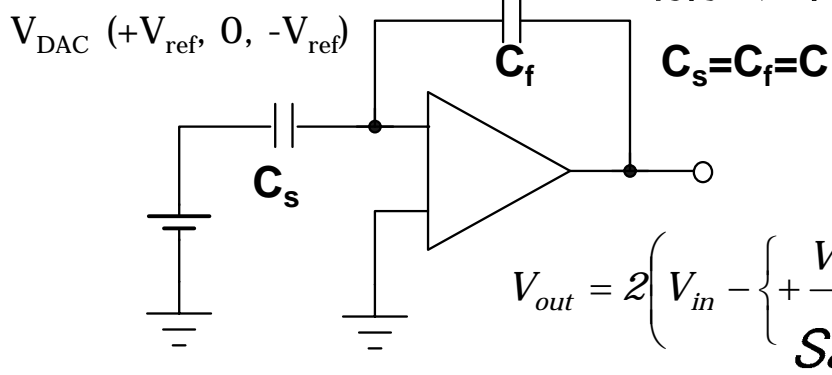 V_DAC (+V_ref, 0, -V_ref)
C_f
C_s=C_f=C
C_s
V_out = 2(V_in - {+ V